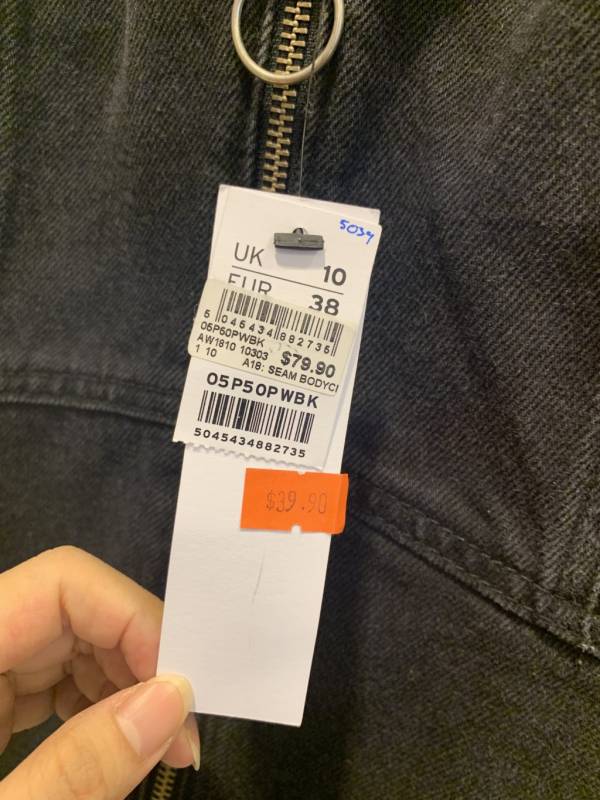 5039
UK 10
EUR 38
5 045434 882735
05P50PWBK
AW1810 10303 $79.90
1 10 A18: SEAM BODYC
05P50PWBK
5045434882735
$39.90